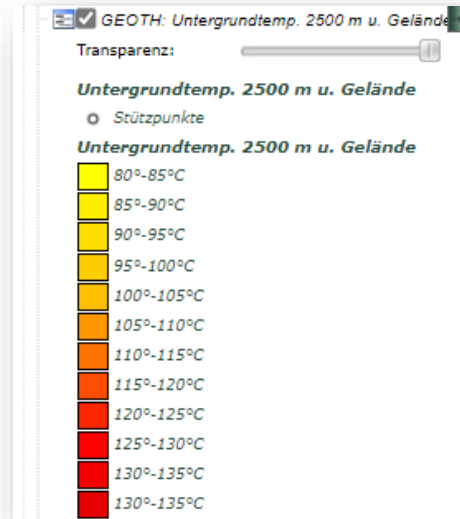 GEOTH: Untergrundtemp. 2500 m u. Gelände
Transparenz:
Untergrundtemp. 2500 m u. Gelände
Stützpunkte
Untergrundtemp. 2500 m u. Gelände
80°-85°C
85°-90°C
90°-95°C
95°-100°C
100°-105°C
105°-110°C
110°-115°C
115°-120°C
120°-125°C
125°-130°C
130°-135°C
130°-135°C